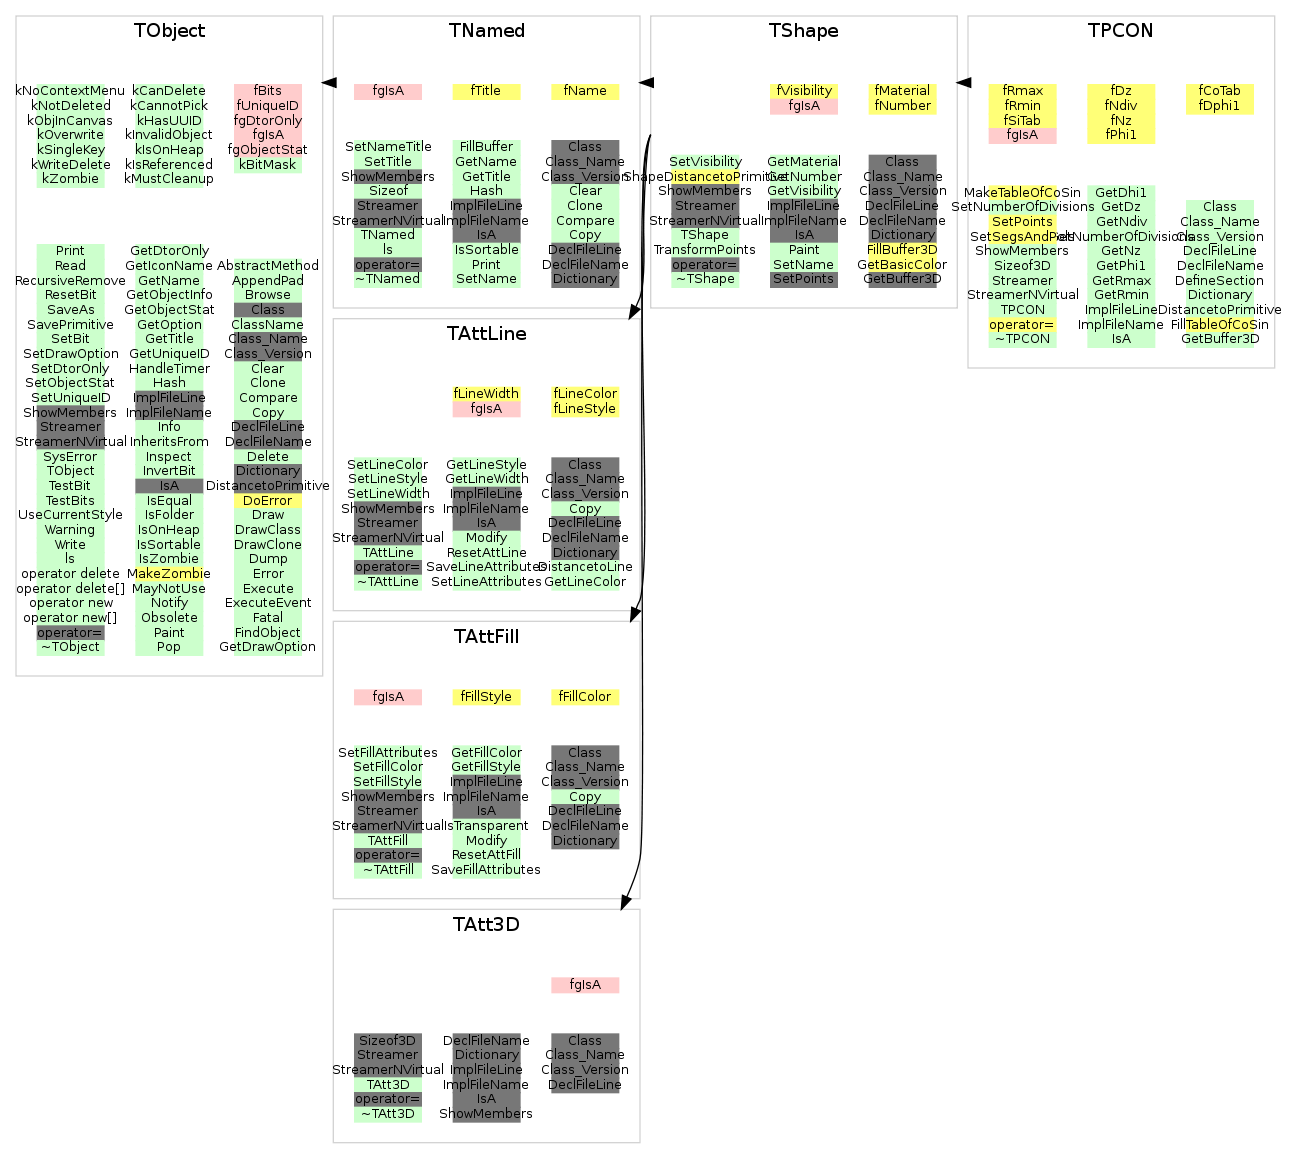 TObject
kNoContextMenu
kNotDeleted
kObjInCanvas
kOverwrite
kSingleKey
kWriteDelete
kZombie
kCanDelete
kCannotPick
kHasUUID
kInvalidObject
kIsOnHeap
kIsReferenced
kMustCleanup
fBits
fUniqueID
fgDtorOnly
fgIsA
fgObjectStat
kBitMask
Print
Read
RecursiveRemove
ResetBit
SaveAs
SavePrimitive
SetBit
SetDrawOption
SetDtorOnly
SetObjectStat
SetUniqueID
ShowMembers
Streamer
StreamerNVirtual
SysError
TObject
TestBit
TestBits
UseCurrentStyle
Warning
Write
ls
operator delete
operator delete[]
operator new
operator new[]
operator=
~TObject
GetDtorOnly
GetIconName
GetName
GetObjectInfo
GetObjectStat
GetOption
GetTitle
GetUniqueID
HandleTimer
Hash
ImplFileLine
ImplFileName
Info
InheritsFrom
Inspect
InvertBit
IsA
IsEqual
IsFolder
IsOnHeap
IsSortable
IsZombie
MakeZombie
MayNotUse
Notify
Obsolete
Paint
Pop
AbstractMethod
AppendPad
Browse
Class
ClassName
Class_Name
Class_Version
Clear
Clone
Compare
Copy
DeclFileLine
DeclFileName
Delete
Dictionary
DistancetoPrimitive
DoError
Draw
DrawClass
DrawClone
Dump
Error
Execute
ExecuteEvent
Fatal
FindObject
GetDrawOption
TNamed
fgIsA
fTitle
fName
SetNameTitle
SetTitle
ShowMembers
Sizeof
Streamer
StreamerNVirtual
TNamed
ls
operator=
~TNamed
FillBuffer
GetName
GetTitle
Hash
ImplFileLine
ImplFileName
IsA
IsSortable
Print
SetName
Class
Class_Name
Class_Version
Clear
Clone
Compare
Copy
DeclFileLine
DeclFileName
Dictionary
TAttLine
fLineWidth
fgIsA
fLineColor
fLineStyle
SetLineColor
SetLineStyle
SetLineWidth
ShowMembers
Streamer
StreamerNVirtual
TAttLine
operator=
~TAttLine
GetLineStyle
GetLineWidth
ImplFileLine
ImplFileName
IsA
Modify
ResetAttLine
SaveLineAttributes
SetLineAttributes
Class
Class_Name
Class_Version
Copy
DeclFileLine
DeclFileName
Dictionary
DistancetoLine
GetLineColor
TAttFill
fgIsA
fFillStyle
fFillColor
SetFillAttributes
SetFillColor
SetFillStyle
ShowMembers
Streamer
StreamerNVirtual
TAttFill
operator=
~TAttFill
GetFillColor
GetFillStyle
ImplFileLine
ImplFileName
IsA
IsTransparent
Modify
ResetAttFill
SaveFillAttributes
Class
Class_Name
Class_Version
Copy
DeclFileLine
DeclFileName
Dictionary
TAtt3D
fgIsA
Sizeof3D
Streamer
StreamerNVirtual
TAtt3D
operator=
~TAtt3D
DeclFileName
Dictionary
ImplFileLine
ImplFileName
IsA
ShowMembers
Class
Class_Name
Class_Version
DeclFileLine
TShape
fVisibility
fgIsA
fMaterial
fNumber
SetVisibility
ShapeDistancetoPrimitive
ShowMembers
Streamer
StreamerNVirtual
TShape
TransformPoints
operator=
~TShape
GetMaterial
GetNumber
GetVisibility
ImplFileLine
ImplFileName
IsA
Paint
SetName
SetPoints
Class
Class_Name
Class_Version
DeclFileLine
DeclFileName
Dictionary
FillBuffer3D
GetBasicColor
GetBuffer3D
TPCON
fRmax
fRmin
fSiTab
fgIsA
fDz
fNdiv
fNz
fPhi1
fCoTab
fDphi1
MakeTableOfCoSin
SetNumberOfDivisions
SetPoints
SetSegsAndPols
ShowMembers
Sizeof3D
Streamer
StreamerNVirtual
TPCON
operator=
~TPCON
GetDhi1
GetDz
GetNdiv
GetNumberOfDivisions
GetNz
GetPhi1
GetRmax
GetRmin
ImplFileLine
ImplFileName
IsA
Class
Class_Name
Class_Version
DeclFileLine
DeclFileName
DefineSection
Dictionary
DistancetoPrimitive
FillTableOfCoSin
GetBuffer3D